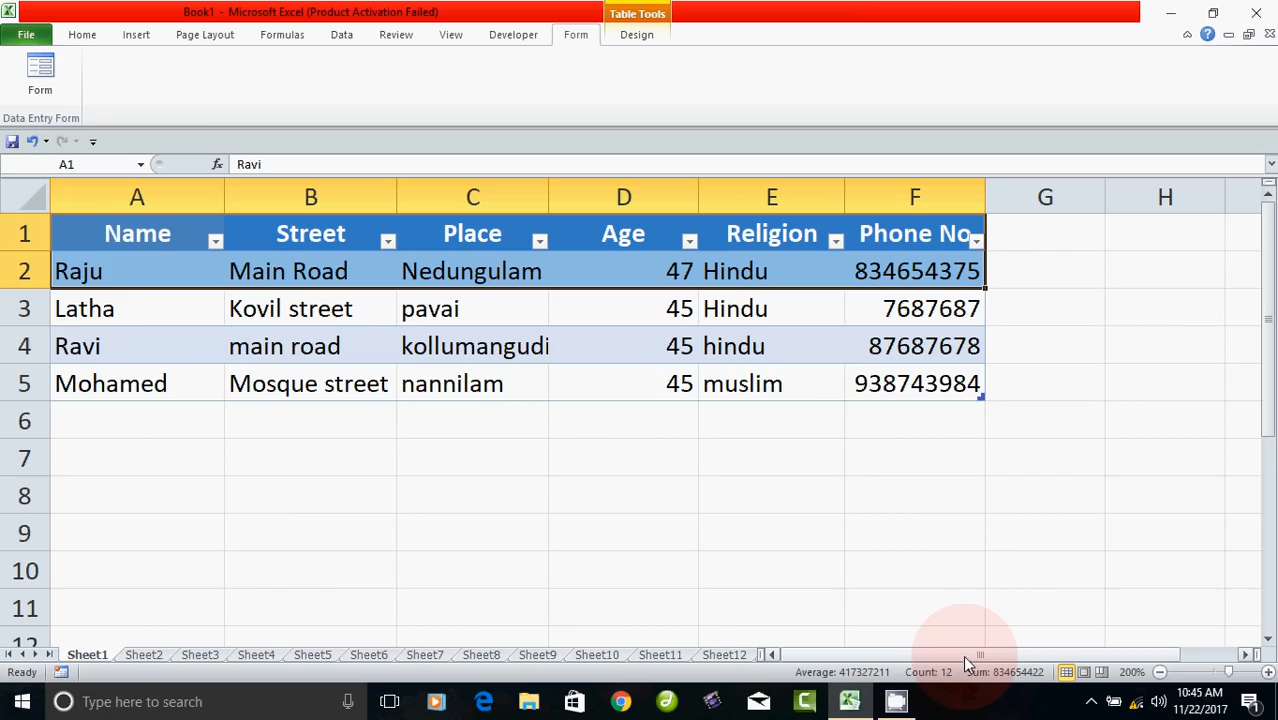 Book1 - Microsoft Excel (Product Activation Failed)
Table Tools
File Home Insert Page Layout Formulas Data Review View Developer Form Design
Form
Data Entry Form
A1 fx Ravi
A B C D E F G H
1 Name Street Place Age Religion Phone No
2 Raju Main Road Nedungulam 47 Hindu 834654375
3 Latha Kovil street pavai 45 Hindu 7687687
4 Ravi main road kollumangudi 45 hindu 87687678
5 Mohamed Mosque street nannilam 45 muslim 938743984
6
7
8
9
10
11
12
Sheet1 Sheet2 Sheet3 Sheet4 Sheet5 Sheet6 Sheet7 Sheet8 Sheet9 Sheet10 Sheet11 Sheet12
Ready Average: 417327211 Count: 12 Sum: 834654422 200%
Type here to search
10:45 AM
11/22/2017